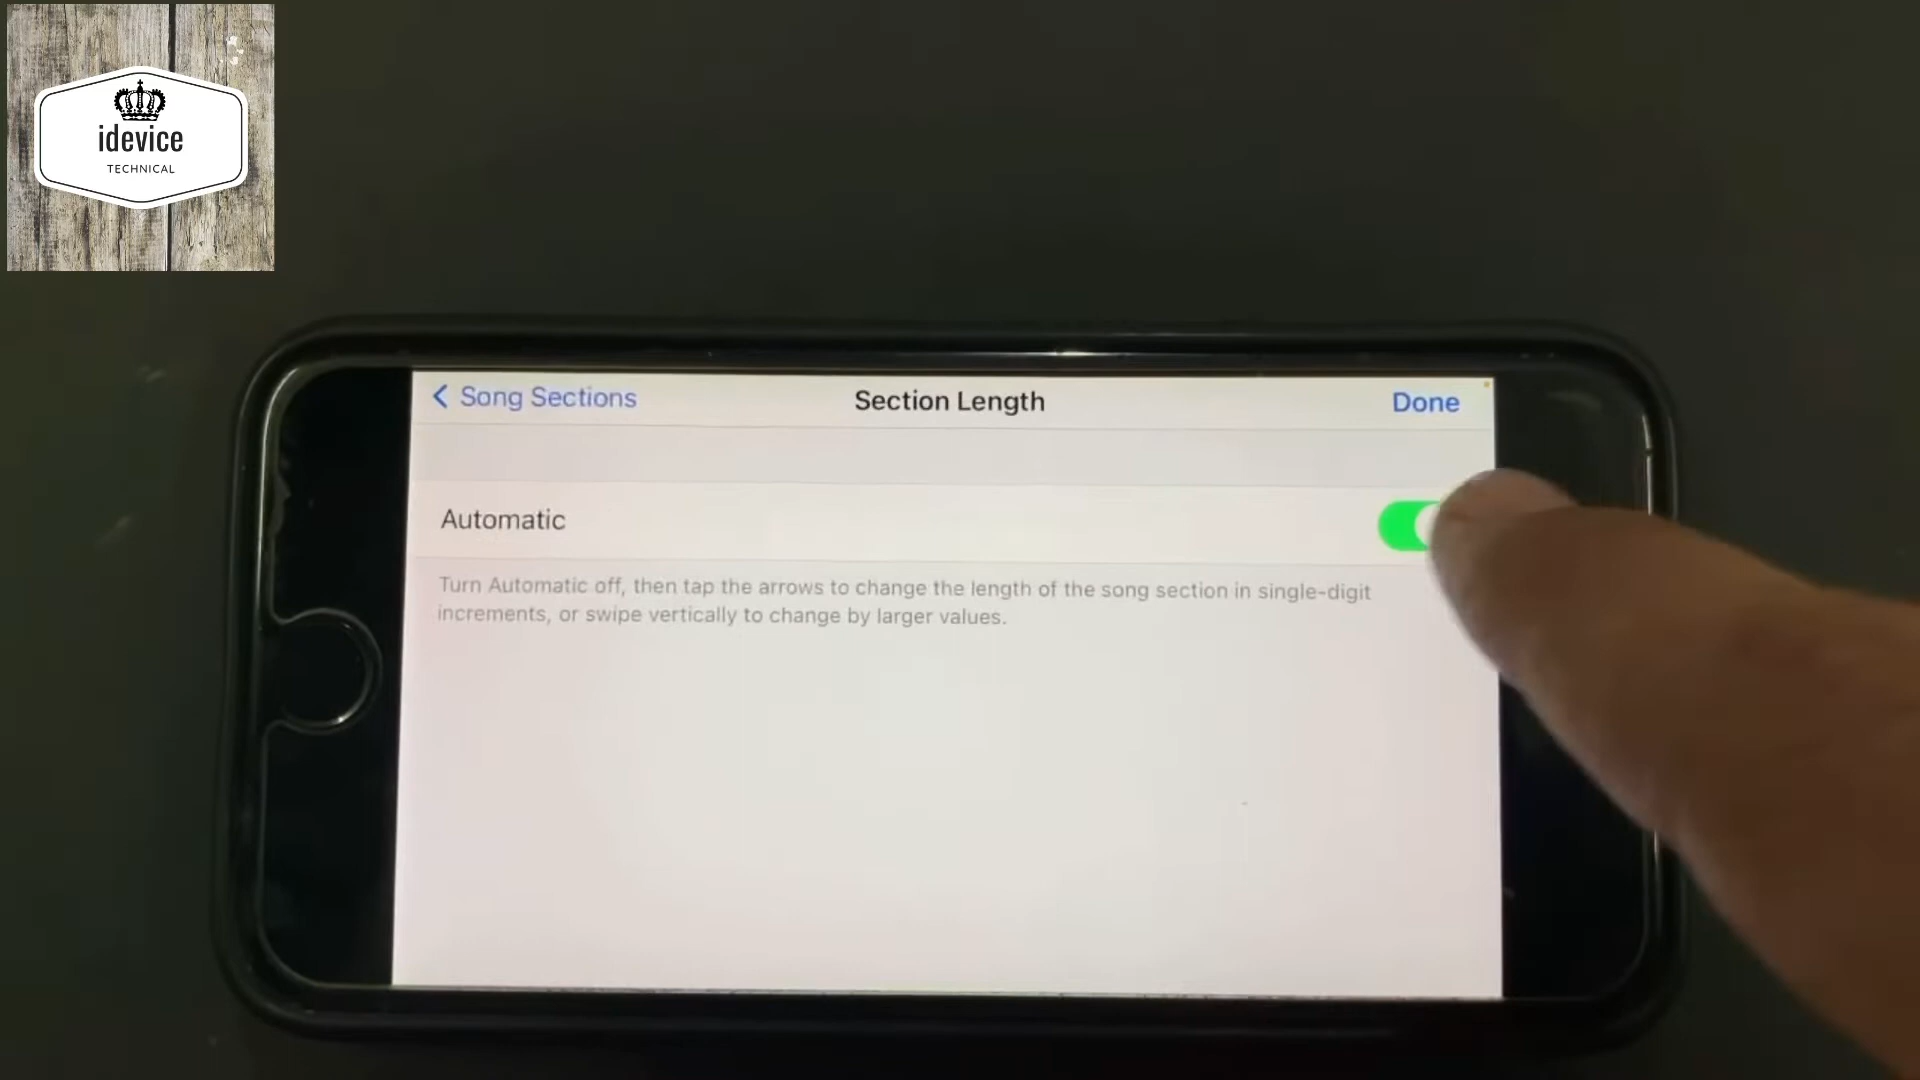 idevice
TECHNICAL
Song Sections
Section Length
Done
Automatic
Turn Automatic off, then tap the arrows to change the length of the song section in single-digit
increments, or swipe vertically to change by larger values.